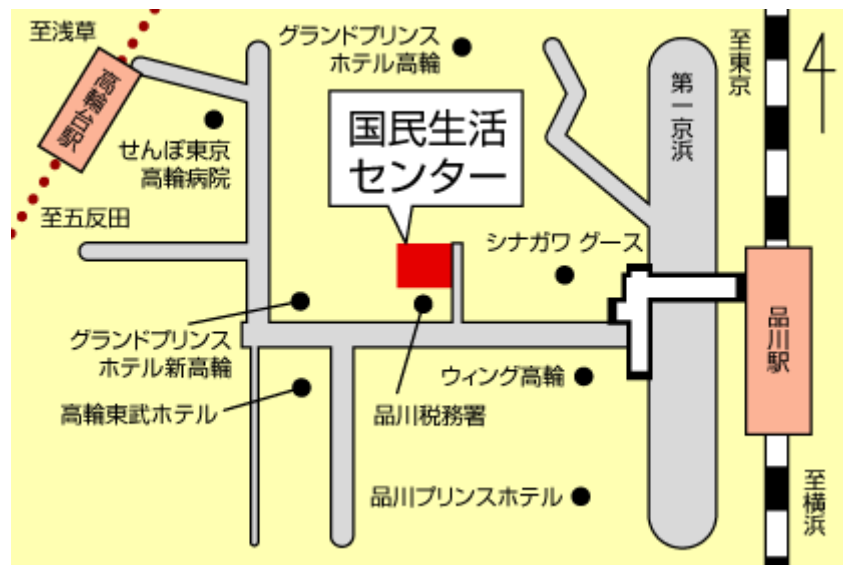 至浅草
高輪台駅
せんぽ東京
高輪病院
至五反田
グランドプリンス
ホテル高輪
国民生活
センター
第一京浜
至東京
シナガワ グース
品川駅
グランドプリンス
ホテル新高輪
高輪東武ホテル
品川税務署
ウィング高輪
品川プリンスホテル
至横浜